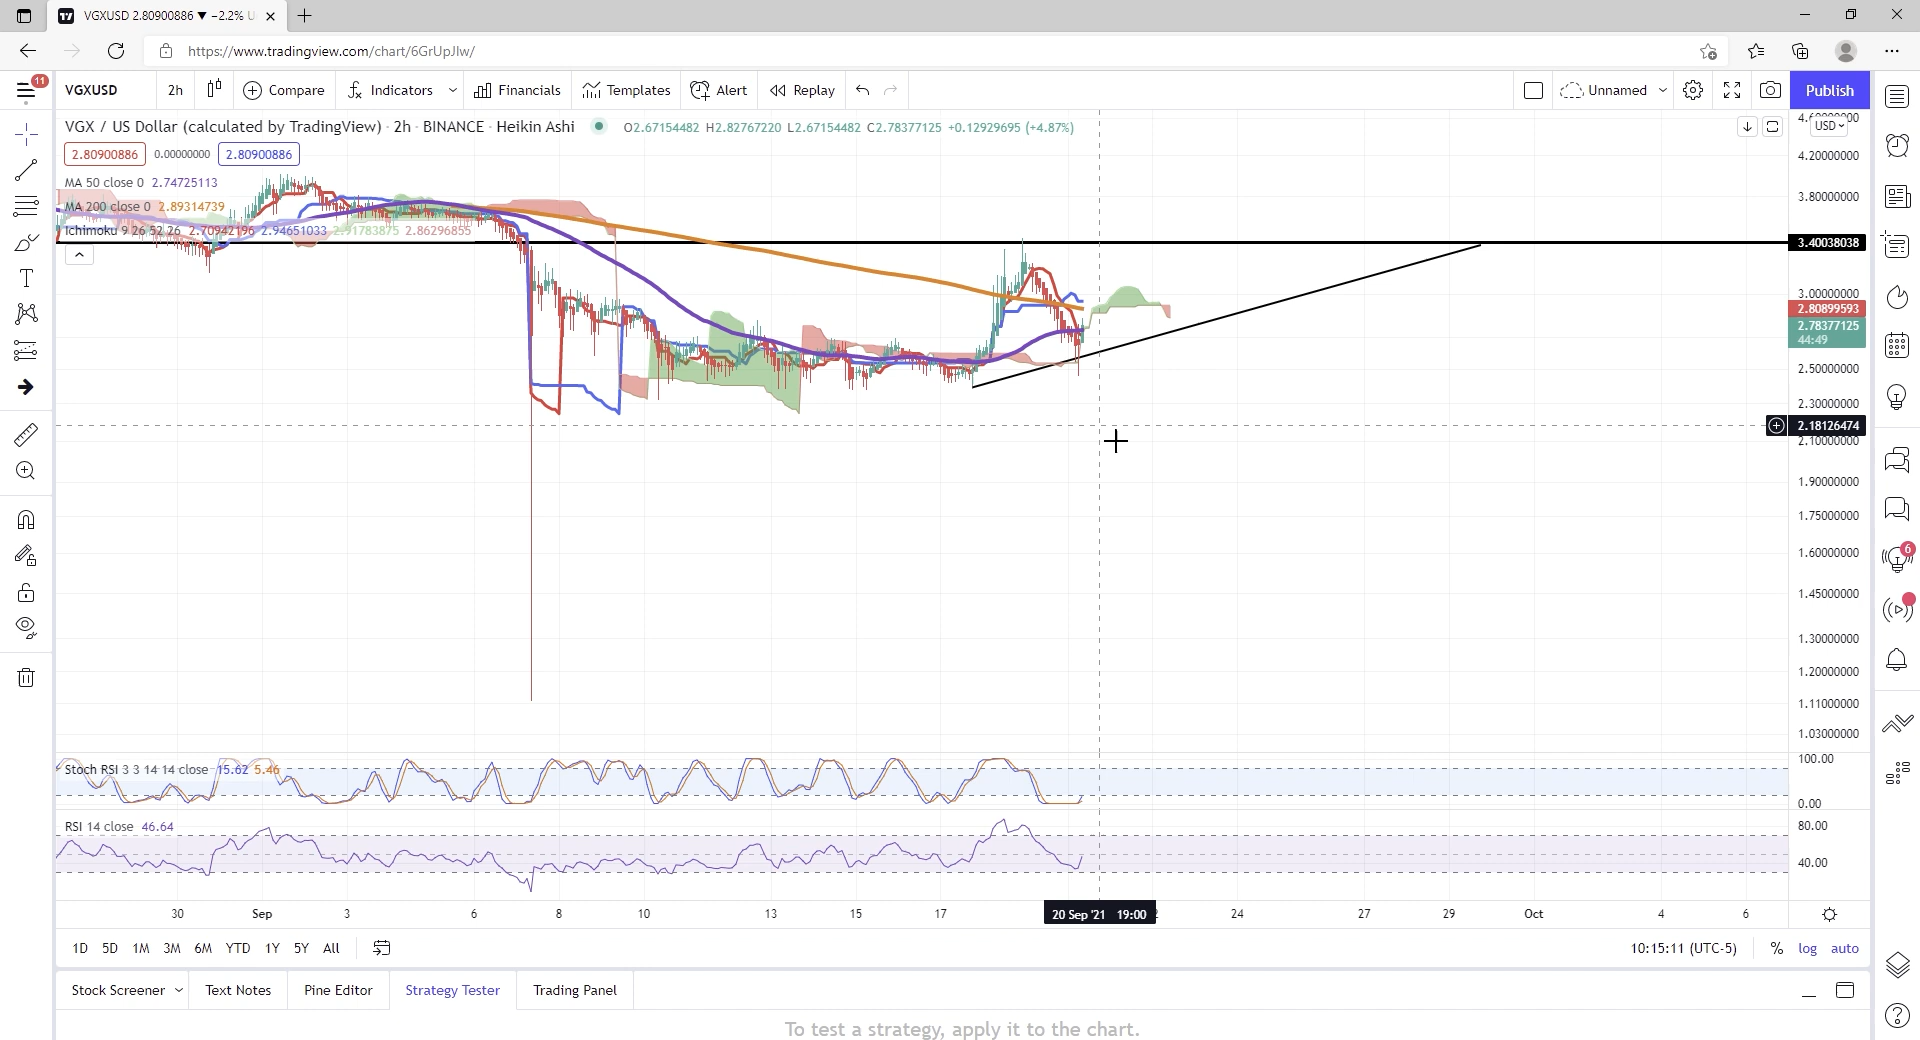 VGXUSD 2.80900886 ▼ −2.2% U
https://www.tradingview.com/chart/6GrUpJIw/
11
VGXUSD 2h Compare Indicators Financials Templates Alert Replay Unnamed Publish
VGX / US Dollar (calculated by TradingView) · 2h · BINANCE · Heikin Ashi O2.67154482 H2.82767220 L2.67154482 C2.78377125 +0.12929695 (+4.87%)
USD
2.80900886 0.00000000 2.80900886
MA 50 close 0 2.74725113
MA 200 close 0 2.89314739
Ichimoku 9 26 52 26 2.70942196 2.94651033 2.91783875 2.86296855
4.20000000
3.80000000
3.40038038
3.00000000
2.80899593
2.78377125
44:49
2.50000000
2.30000000
2.18126474
2.10000000
1.90000000
1.75000000
1.60000000
6
1.45000000
1.30000000
1.20000000
1.11000000
1.03000000
Stoch RSI 3 3 14 14 close 15.62 5.46
100.00
0.00
RSI 14 close 46.64
80.00
40.00
30 Sep 3 6 8 10 13 15 17 20 Sep '21 19:00 24 27 29 Oct 4 6
1D 5D 1M 3M 6M YTD 1Y 5Y All 10:15:11 (UTC-5) % log auto
Stock Screener Text Notes Pine Editor Strategy Tester Trading Panel
To test a strategy, apply it to the chart.